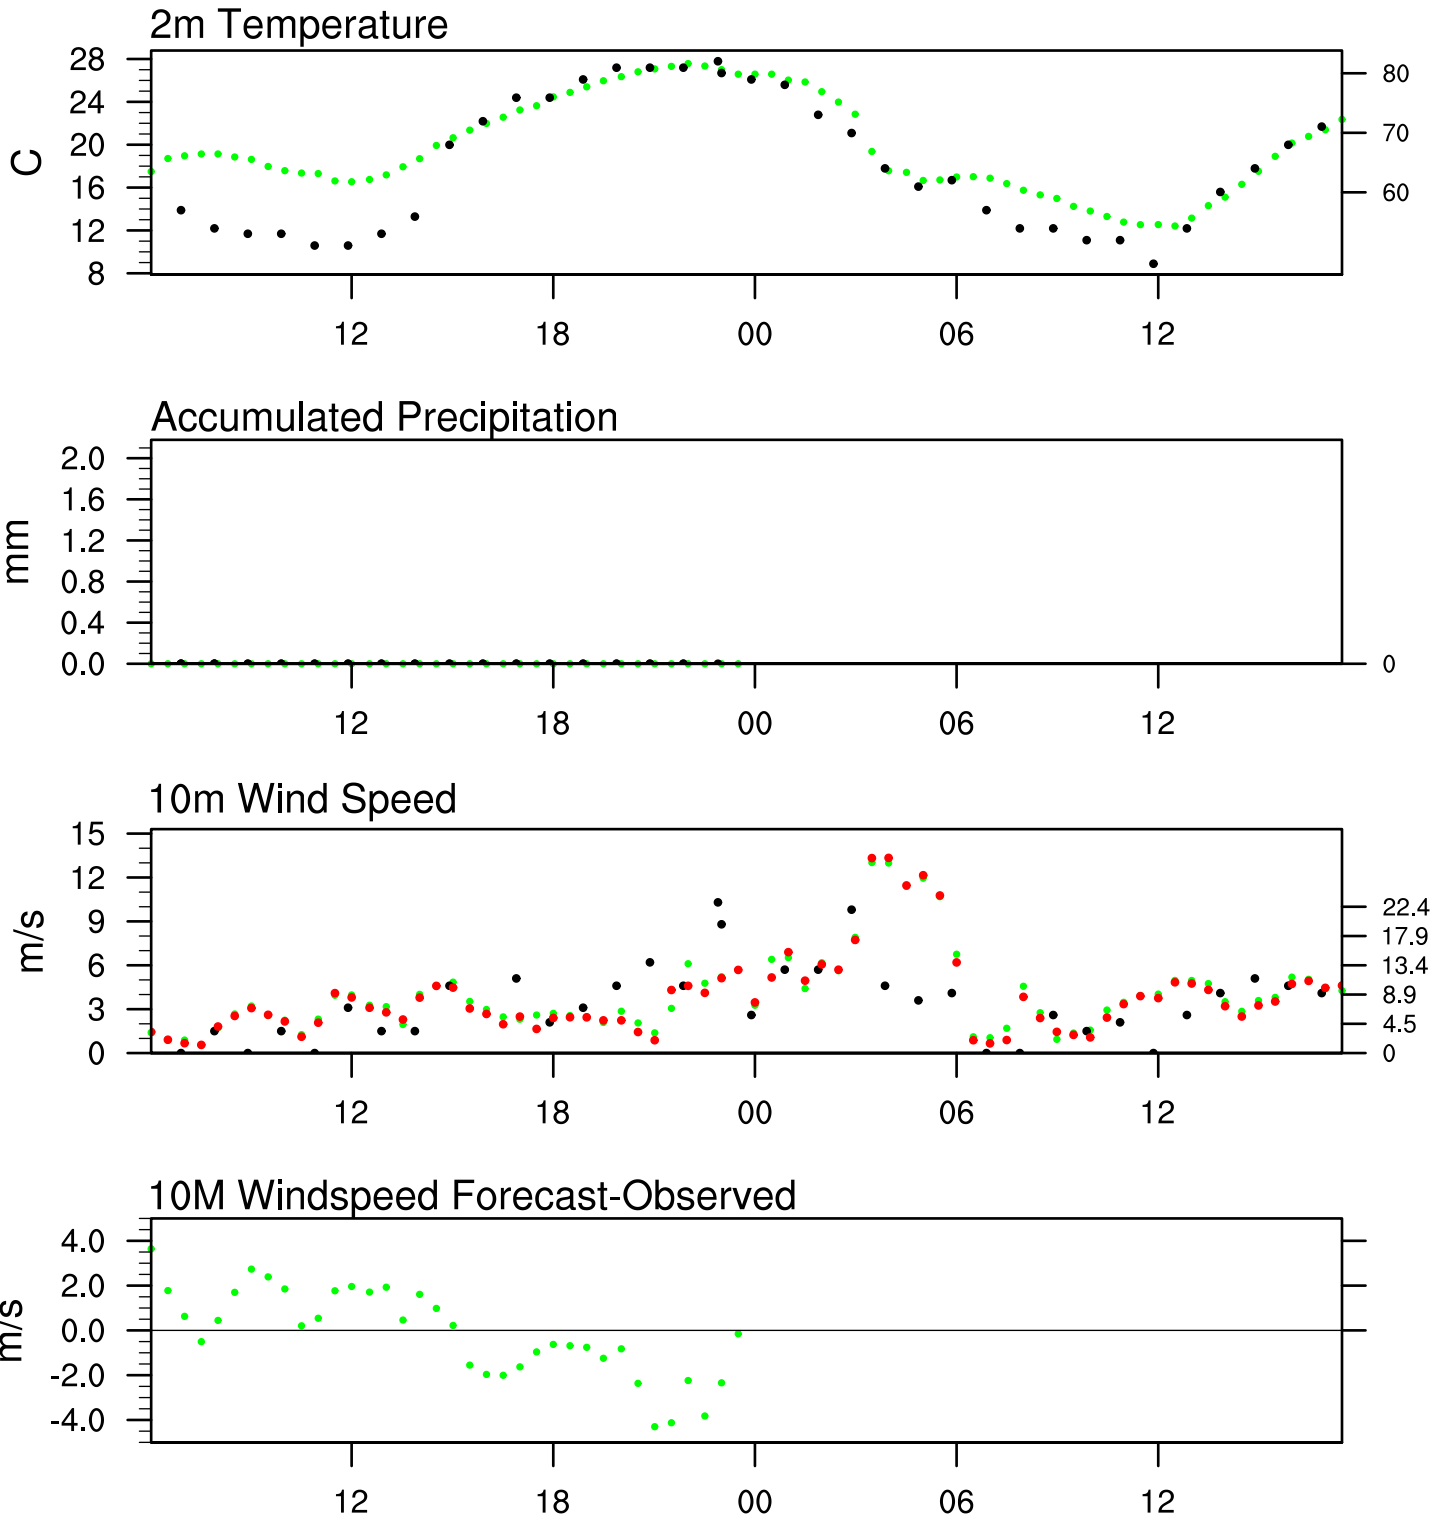 2m Temperature
28
24
20
16
12
8
C
80
70
60
12 18 00 06 12
Accumulated Precipitation
2.0
1.6
1.2
0.8
0.4
0.0
mm
0
12 18 00 06 12
10m Wind Speed
15
12
9
6
3
0
m/s
22.4
17.9
13.4
8.9
4.5
0
12 18 00 06 12
10M Windspeed Forecast-Observed
4.0
2.0
0.0
-2.0
-4.0
m/s
12 18 00 06 12